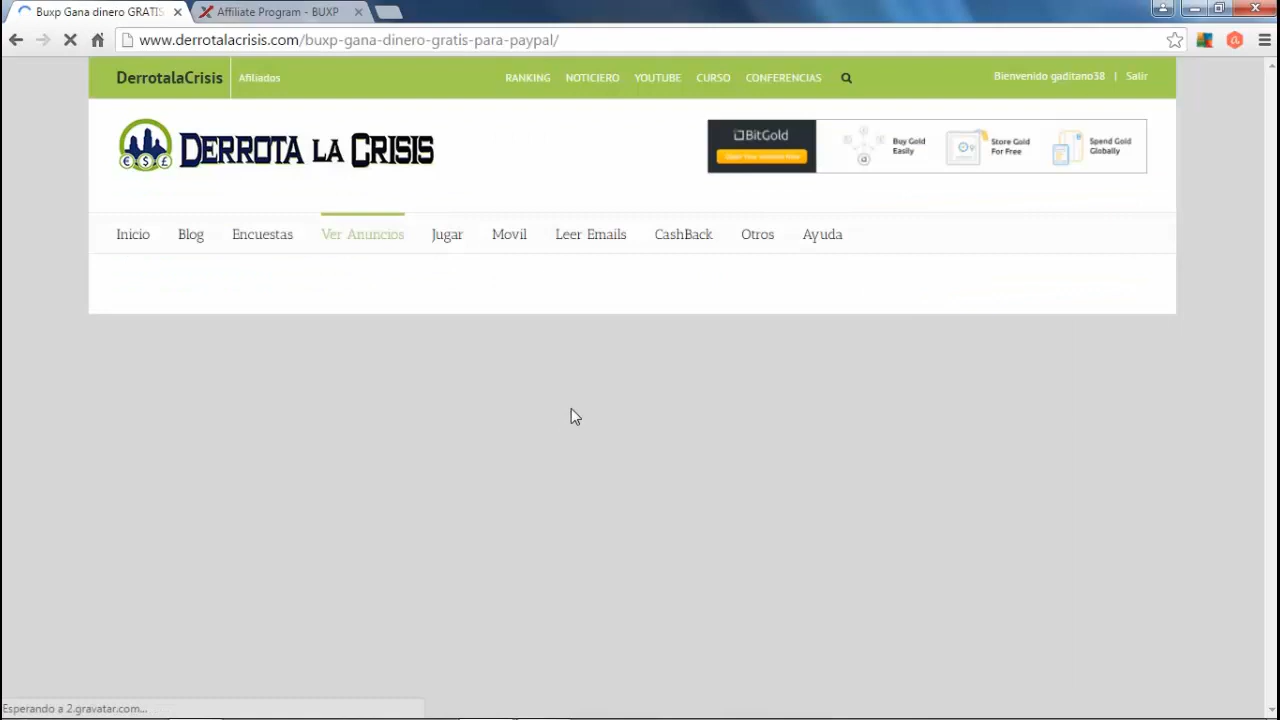 Buxp Gana dinero GRATIS
Affiliate Program - BUXP
www.derrotalacrisis.com/buxp-gana-dinero-gratis-para-paypal/
DerrotalaCrisis Afiliados RANKING NOTICIERO YOUTUBE CURSO CONFERENCIAS Bienvenido gaditano38 | Salir
DERROTA LA CRISIS
BitGold
Buy Gold
Easily
Store Gold
For Free
Spend Gold
Globally
Inicio Blog Encuestas Ver Anuncios Jugar Movil Leer Emails CashBack Otros Ayuda
Esperando a 2.gravatar.com...